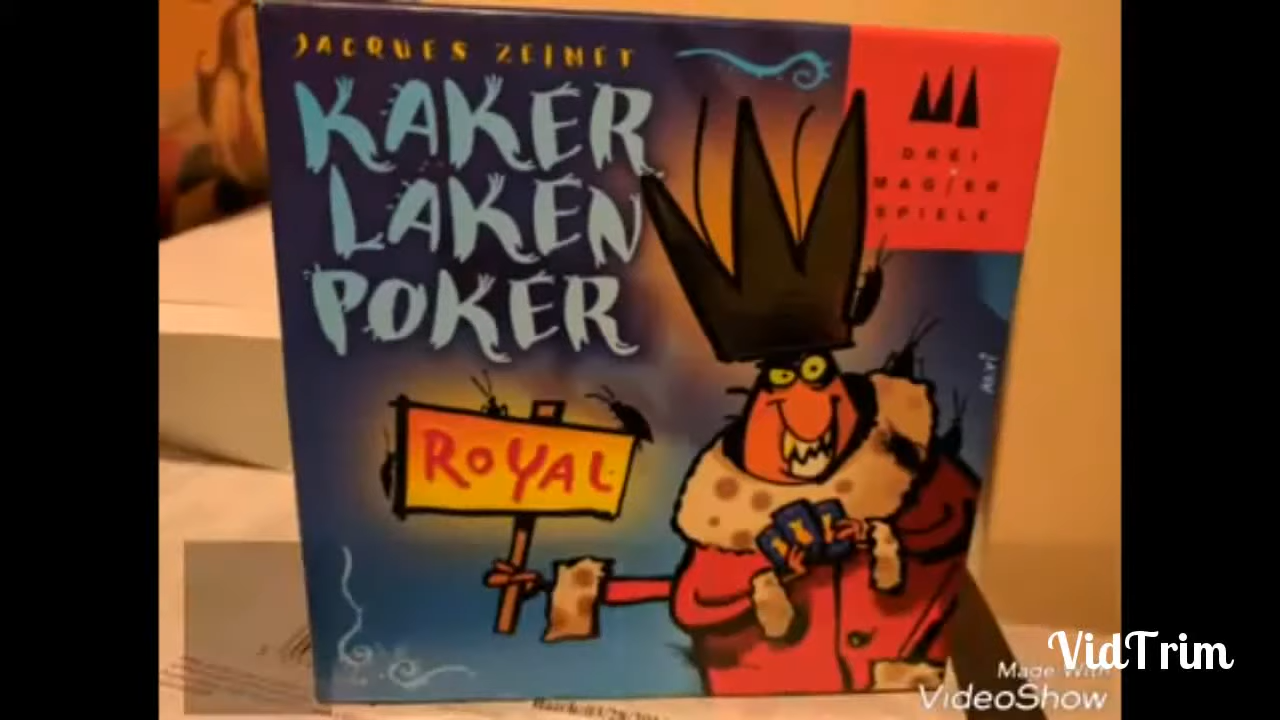 JACQUES ZEIMET
KAKER
LAKEN
POKER
DREI
MAGIER
SPIELE
ROYAL
VidTrim
Made With
VideoShow